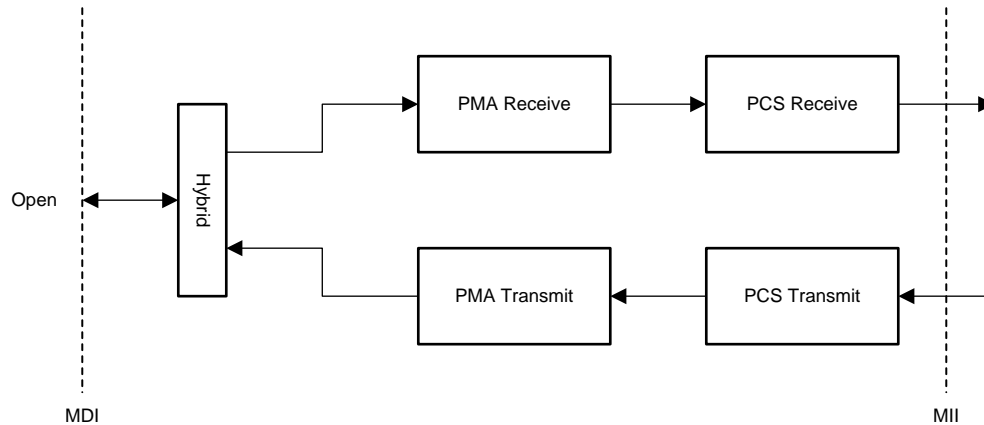 PMA Receive
PCS Receive
Open
Hybrid
PMA Transmit
PCS Transmit
MDI
MII